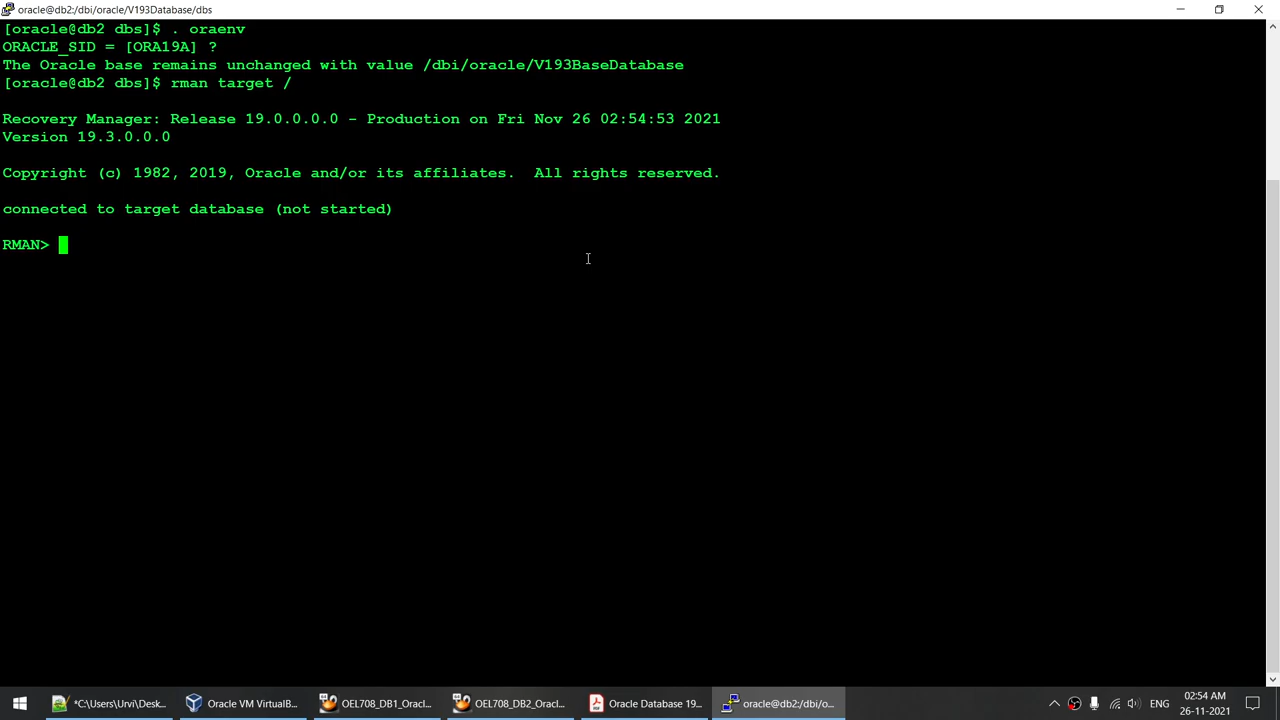 oracle@db2:/dbi/oracle/V193Database/dbs
[oracle@db2 dbs]$ . oraenv
ORACLE_SID = [ORA19A] ?
The Oracle base remains unchanged with value /dbi/oracle/V193BaseDatabase
[oracle@db2 dbs]$ rman target /
Recovery Manager: Release 19.0.0.0.0 - Production on Fri Nov 26 02:54:53 2021
Version 19.3.0.0.0
Copyright (c) 1982, 2019, Oracle and/or its affiliates.  All rights reserved.
connected to target database (not started)
RMAN>
*C:\Users\Urvi\Desk... Oracle VM VirtualB... OEL708_DB1_Oracl... OEL708_DB2_Oracl... Oracle Database 19... oracle@db2:/dbi/o... ENG 02:54 AM
26-11-2021